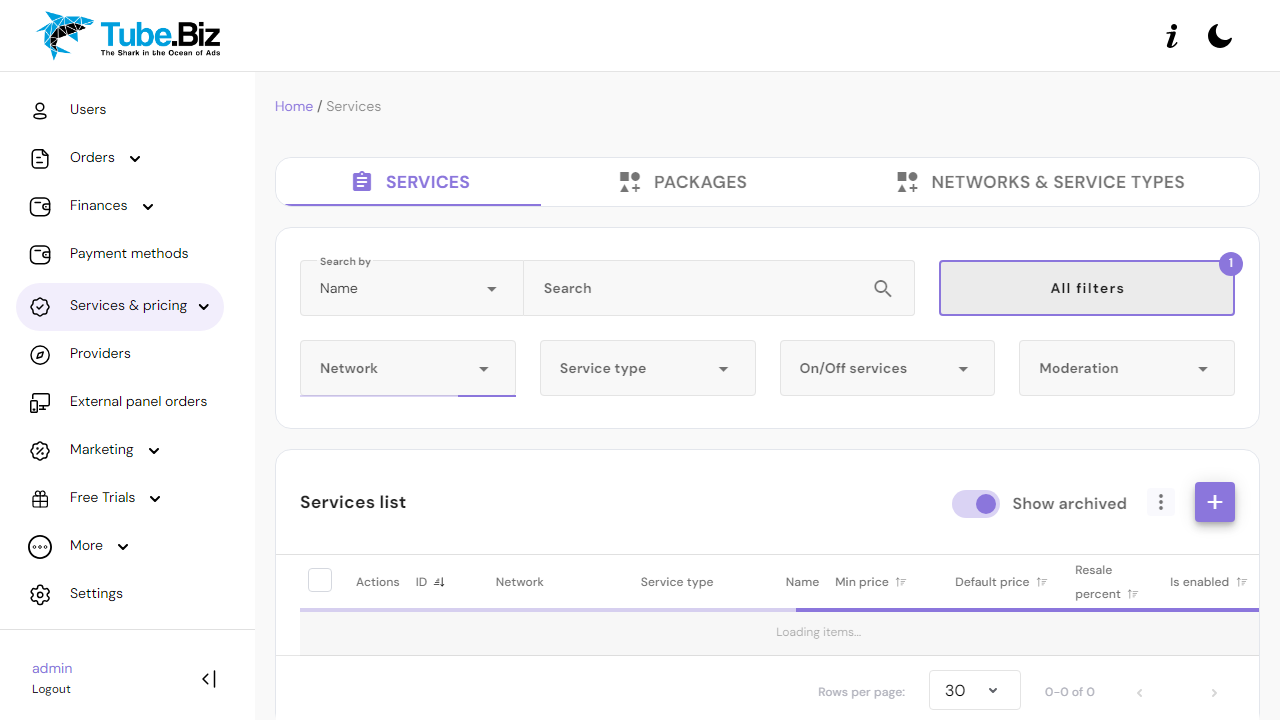 Tube.Biz
The Shark in the Ocean of Ads
Users
Orders
Finances
Payment methods
Services & pricing
Providers
External panel orders
Marketing
Free Trials
More
Settings
admin
Logout
Home / Services
SERVICES
PACKAGES
NETWORKS & SERVICE TYPES
Search by
Name
Search
All filters
1
Network
Service type
On/Off services
Moderation
Services list
Show archived
Actions
ID
Network
Service type
Name
Min price
Default price
Resale
percent
Is enabled
Loading items...
Rows per page:
30
0-0 of 0